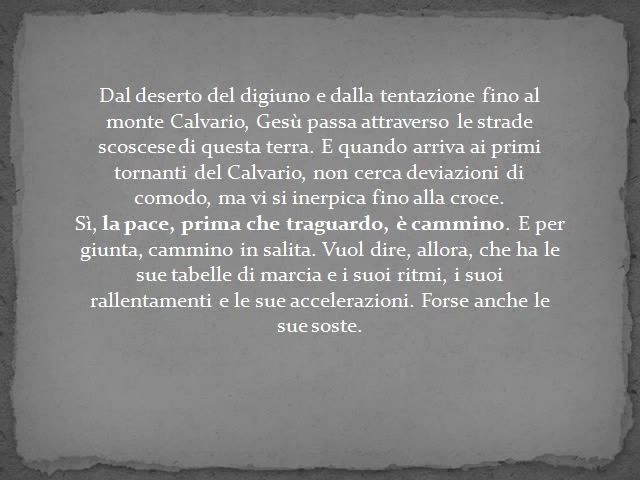 Dal deserto del digiuno e dalla tentazione fino al
monte Calvario, Gesù passa attraverso le strade
scoscese di questa terra. E quando arriva ai primi
tornanti del Calvario, non cerca deviazioni di
comodo, ma vi si inerpica fino alla croce.
Sì, la pace, prima che traguardo, è cammino. E per
giunta, cammino in salita. Vuol dire, allora, che ha le
sue tabelle di marcia e i suoi ritmi, i suoi
rallentamenti e le sue accelerazioni. Forse anche le
sue soste.